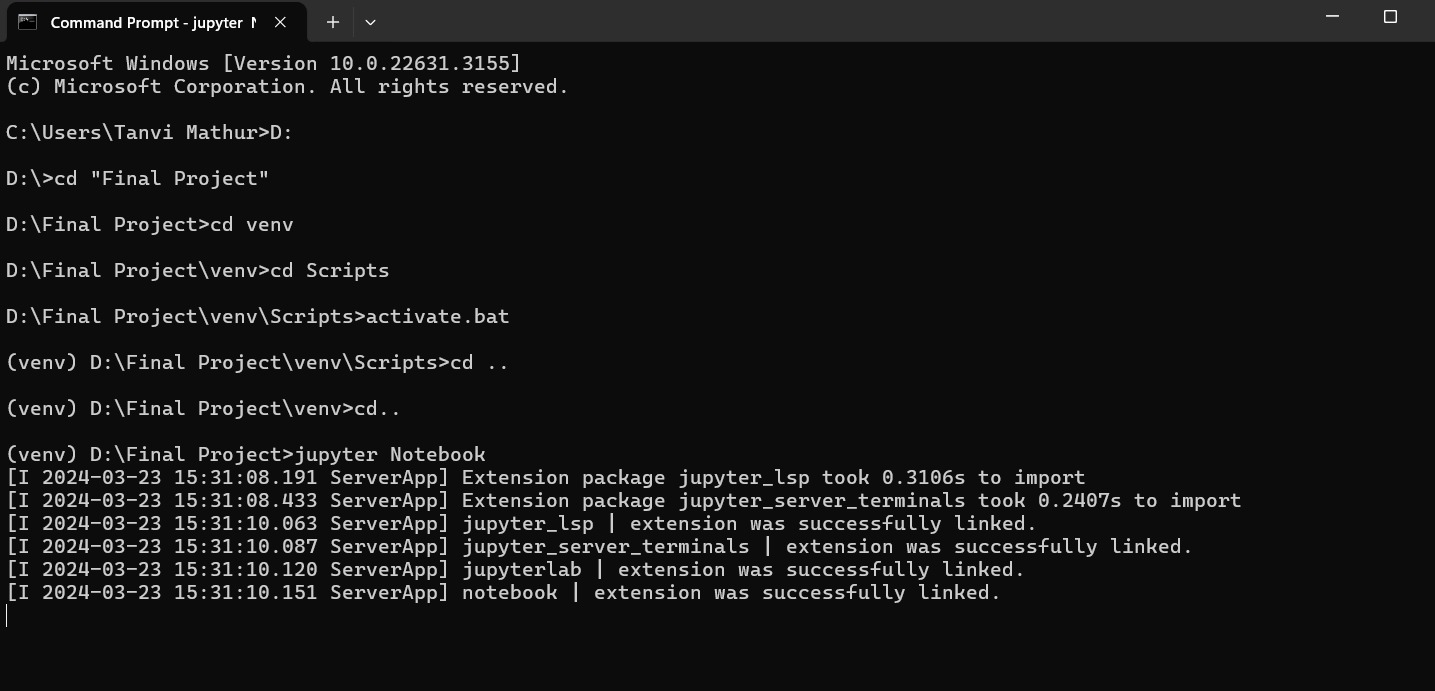 Command Prompt - jupyter
Microsoft Windows [Version 10.0.22631.3155]
(c) Microsoft Corporation. All rights reserved.
C:\Users\Tanvi Mathur>D:
D:\>cd "Final Project"
D:\Final Project>cd venv
D:\Final Project\venv>cd Scripts
D:\Final Project\venv\Scripts>activate.bat
(venv) D:\Final Project\venv\Scripts>cd ..
(venv) D:\Final Project\venv>cd..
(venv) D:\Final Project>jupyter Notebook
[I 2024-03-23 15:31:08.191 ServerApp] Extension package jupyter_lsp took 0.3106s to import
[I 2024-03-23 15:31:08.433 ServerApp] Extension package jupyter_server_terminals took 0.2407s to import
[I 2024-03-23 15:31:10.063 ServerApp] jupyter_lsp | extension was successfully linked.
[I 2024-03-23 15:31:10.087 ServerApp] jupyter_server_terminals | extension was successfully linked.
[I 2024-03-23 15:31:10.120 ServerApp] jupyterlab | extension was successfully linked.
[I 2024-03-23 15:31:10.151 ServerApp] notebook | extension was successfully linked.